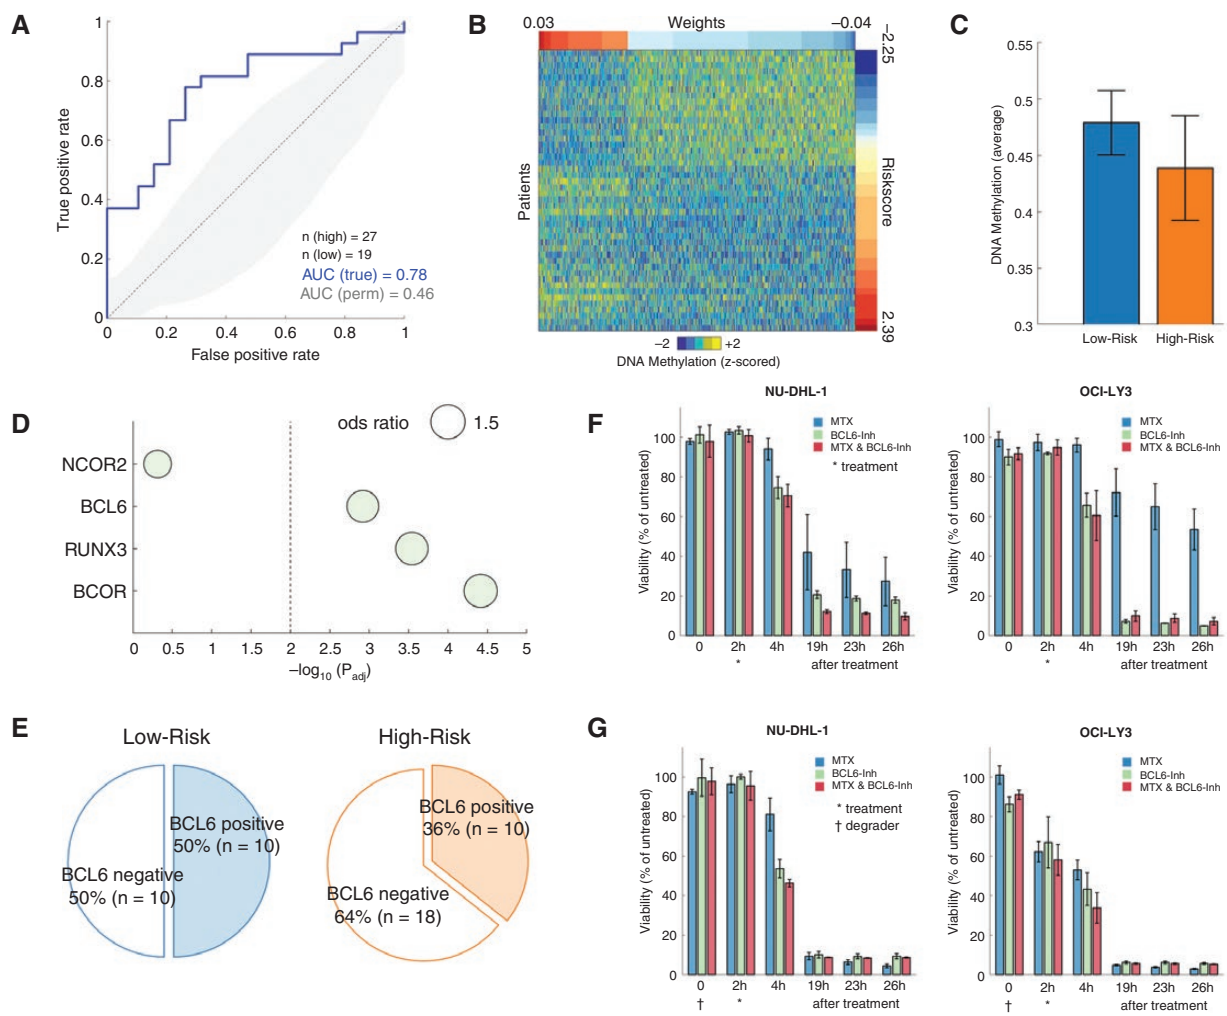 A
1
0.8
0.6
0.4
0.2
0
True positive rate
0 0.2 0.4 0.6 0.8 1
False positive rate
n (high) = 27
n (low) = 19
AUC (true) = 0.78
AUC (perm) = 0.46
B
0.03 Weights −0.04
Patients
−2.25
Riskscore
2.39
−2 +2
DNA Methylation (z-scored)
C
0.55
0.5
0.45
0.4
0.35
0.3
DNA Methylation (average)
Low-Risk High-Risk
D
ods ratio 1.5
NCOR2
BCL6
RUNX3
BCOR
0 0.5 1 1.5 2 2.5 3 3.5 4 4.5 5
−log10 (Padj)
E
Low-Risk
BCL6 positive
50% (n = 10)
BCL6 negative
50% (n = 10)
High-Risk
BCL6 positive
36% (n = 10)
BCL6 negative
64% (n = 18)
F
NU-DHL-1
MTX
BCL6-Inh
MTX & BCL6-Inh
* treatment
100
80
60
40
20
0
Viability (% of untreated)
0 2h 4h 19h 23h 26h
* after treatment
OCI-LY3
MTX
BCL6-Inh
MTX & BCL6-Inh
100
80
60
40
20
0
Viability (% of untreated)
0 2h 4h 19h 23h 26h
* after treatment
G
NU-DHL-1
MTX
BCL6-Inh
MTX & BCL6-Inh
* treatment
† degrader
100
80
60
40
20
0
Viability (% of untreated)
0 2h 4h 19h 23h 26h
† * after treatment
OCI-LY3
MTX
BCL6-Inh
MTX & BCL6-Inh
100
80
60
40
20
0
Viability (% of untreated)
0 2h 4h 19h 23h 26h
† * after treatment